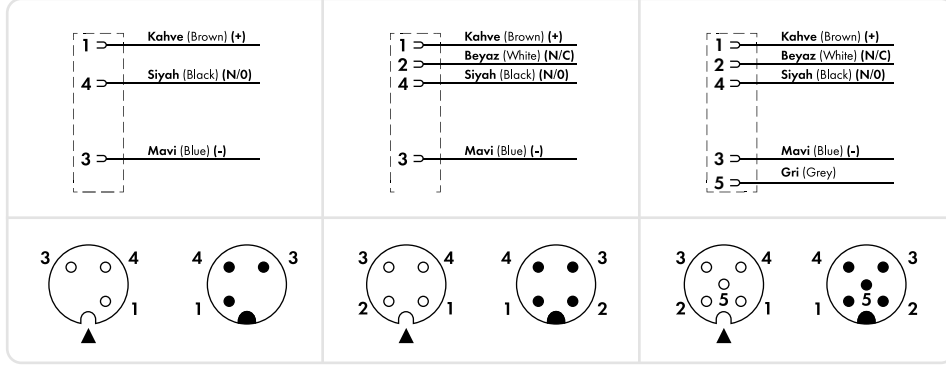 1 Kahve (Brown) (+)
4 Siyah (Black) (N/0)
3 Mavi (Blue) (-)
1 Kahve (Brown) (+)
2 Beyaz (White) (N/C)
4 Siyah (Black) (N/0)
3 Mavi (Blue) (-)
1 Kahve (Brown) (+)
2 Beyaz (White) (N/C)
4 Siyah (Black) (N/0)
3 Mavi (Blue) (-)
5 Gri (Grey)
3 4
1
4 3
1
3 4
2 1
4 3
1 2
3 4
2 5 1
4 3
1 5 2